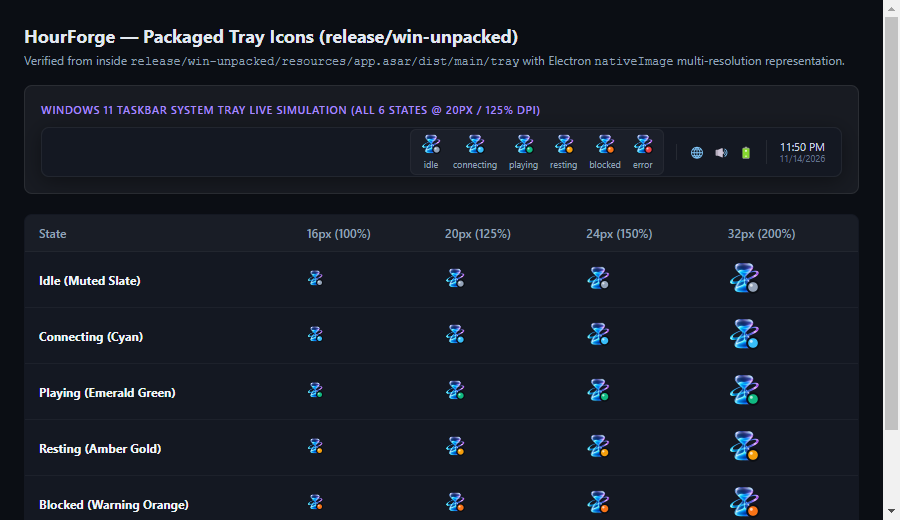 HourForge — Packaged Tray Icons (release/win-unpacked)
Verified from inside release/win-unpacked/resources/app.asar/dist/main/tray with Electron nativeImage multi-resolution representation.
WINDOWS 11 TASKBAR SYSTEM TRAY LIVE SIMULATION (ALL 6 STATES @ 20PX / 125% DPI)
idle connecting playing resting blocked error
11:50 PM
11/14/2026
State 16px (100%) 20px (125%) 24px (150%) 32px (200%)
Idle (Muted Slate)
Connecting (Cyan)
Playing (Emerald Green)
Resting (Amber Gold)
Blocked (Warning Orange)